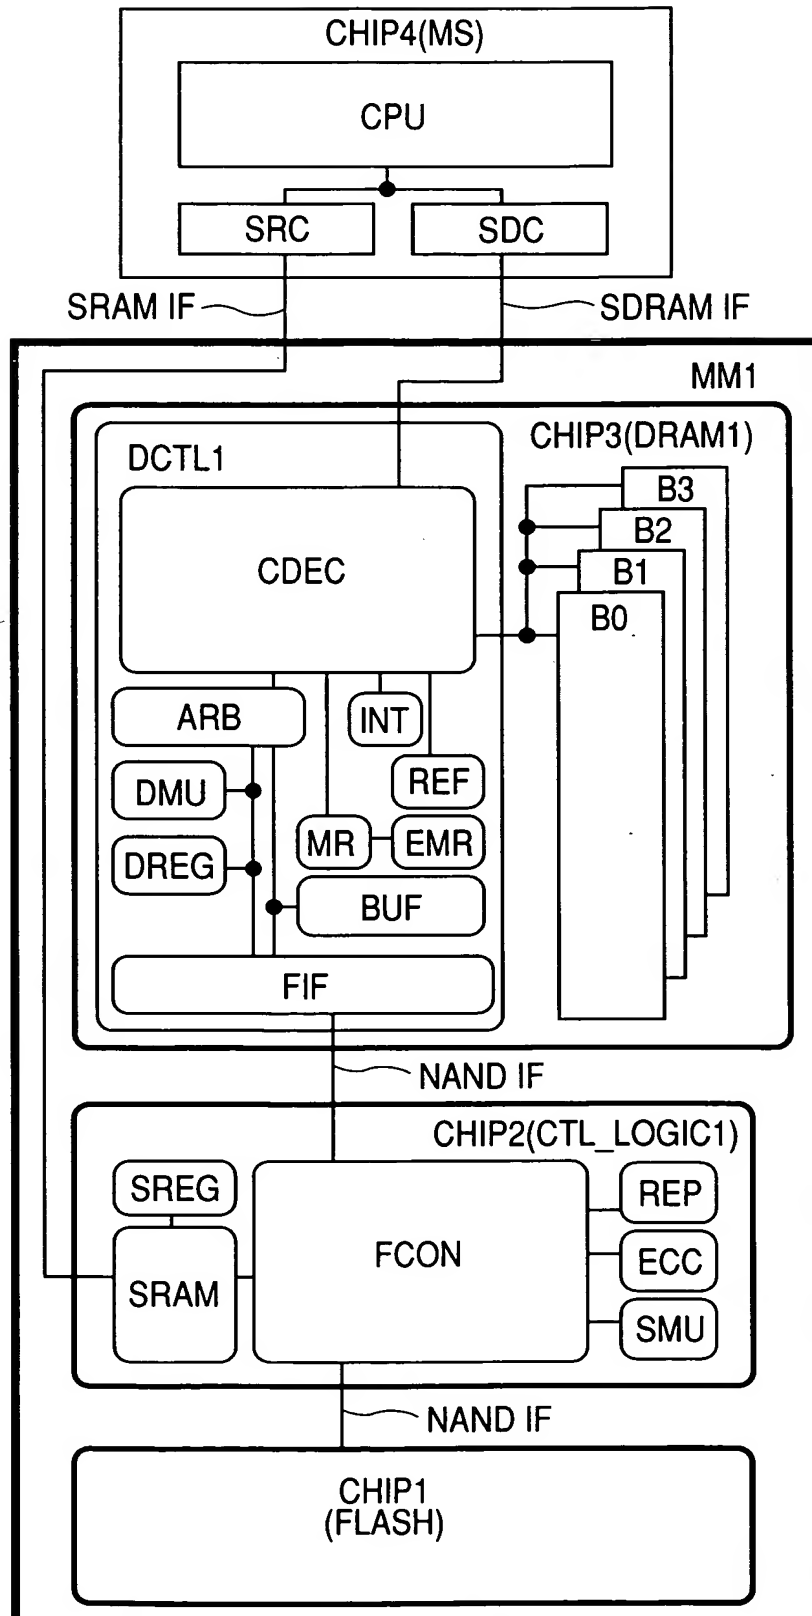 CHIP4(MS)
CPU
SRC
SDC
SRAM IF
SDRAM IF
MM1
CHIP3(DRAM1)
DCTL1
B3
B2
B1
B0
CDEC
ARB
INT
DMU
REF
MR
EMR
DREG
BUF
FIF
NAND IF
CHIP2(CTL_LOGIC1)
SREG
REP
FCON
ECC
SRAM
SMU
NAND IF
CHIP1
(FLASH)